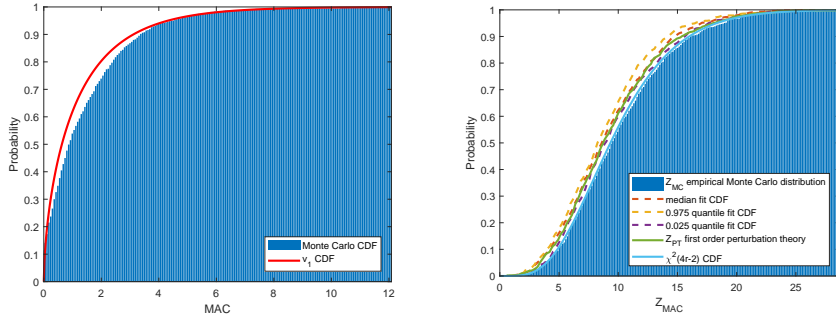 1
0.9
0.8
0.7
0.6
0.5
0.4
0.3
0.2
0.1
0
Probability
0 2 4 6 8 10 12
MAC
Monte Carlo CDF
v₁ CDF
1
0.9
0.8
0.7
0.6
0.5
0.4
0.3
0.2
0.1
0
Probability
0 5 10 15 20 25
Z_MAC
Z_MC empirical Monte Carlo distribution
median fit CDF
0.975 quantile fit CDF
0.025 quantile fit CDF
Z_PT first order perturbation theory
χ²(4r-2) CDF